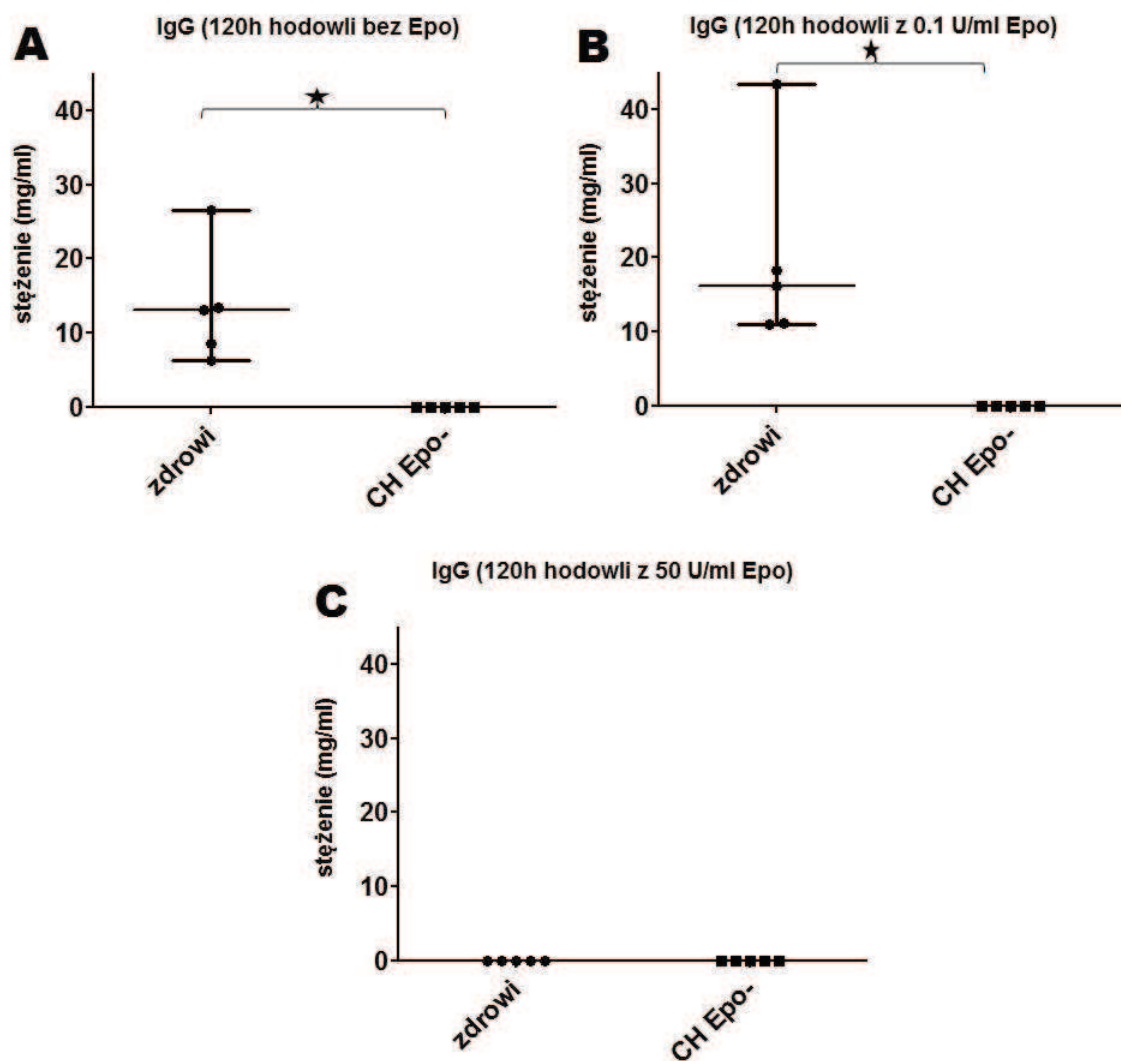 A
IgG (120h hodowli bez Epo)
stężenie (mg/ml)
40
30
20
10
0
zdrowi
CH Epo-
B
IgG (120h hodowli z 0.1 U/ml Epo)
stężenie (mg/ml)
40
30
20
10
0
zdrowi
CH Epo-
C
IgG (120h hodowli z 50 U/ml Epo)
stężenie (mg/ml)
40
30
20
10
0
zdrowi
CH Epo-